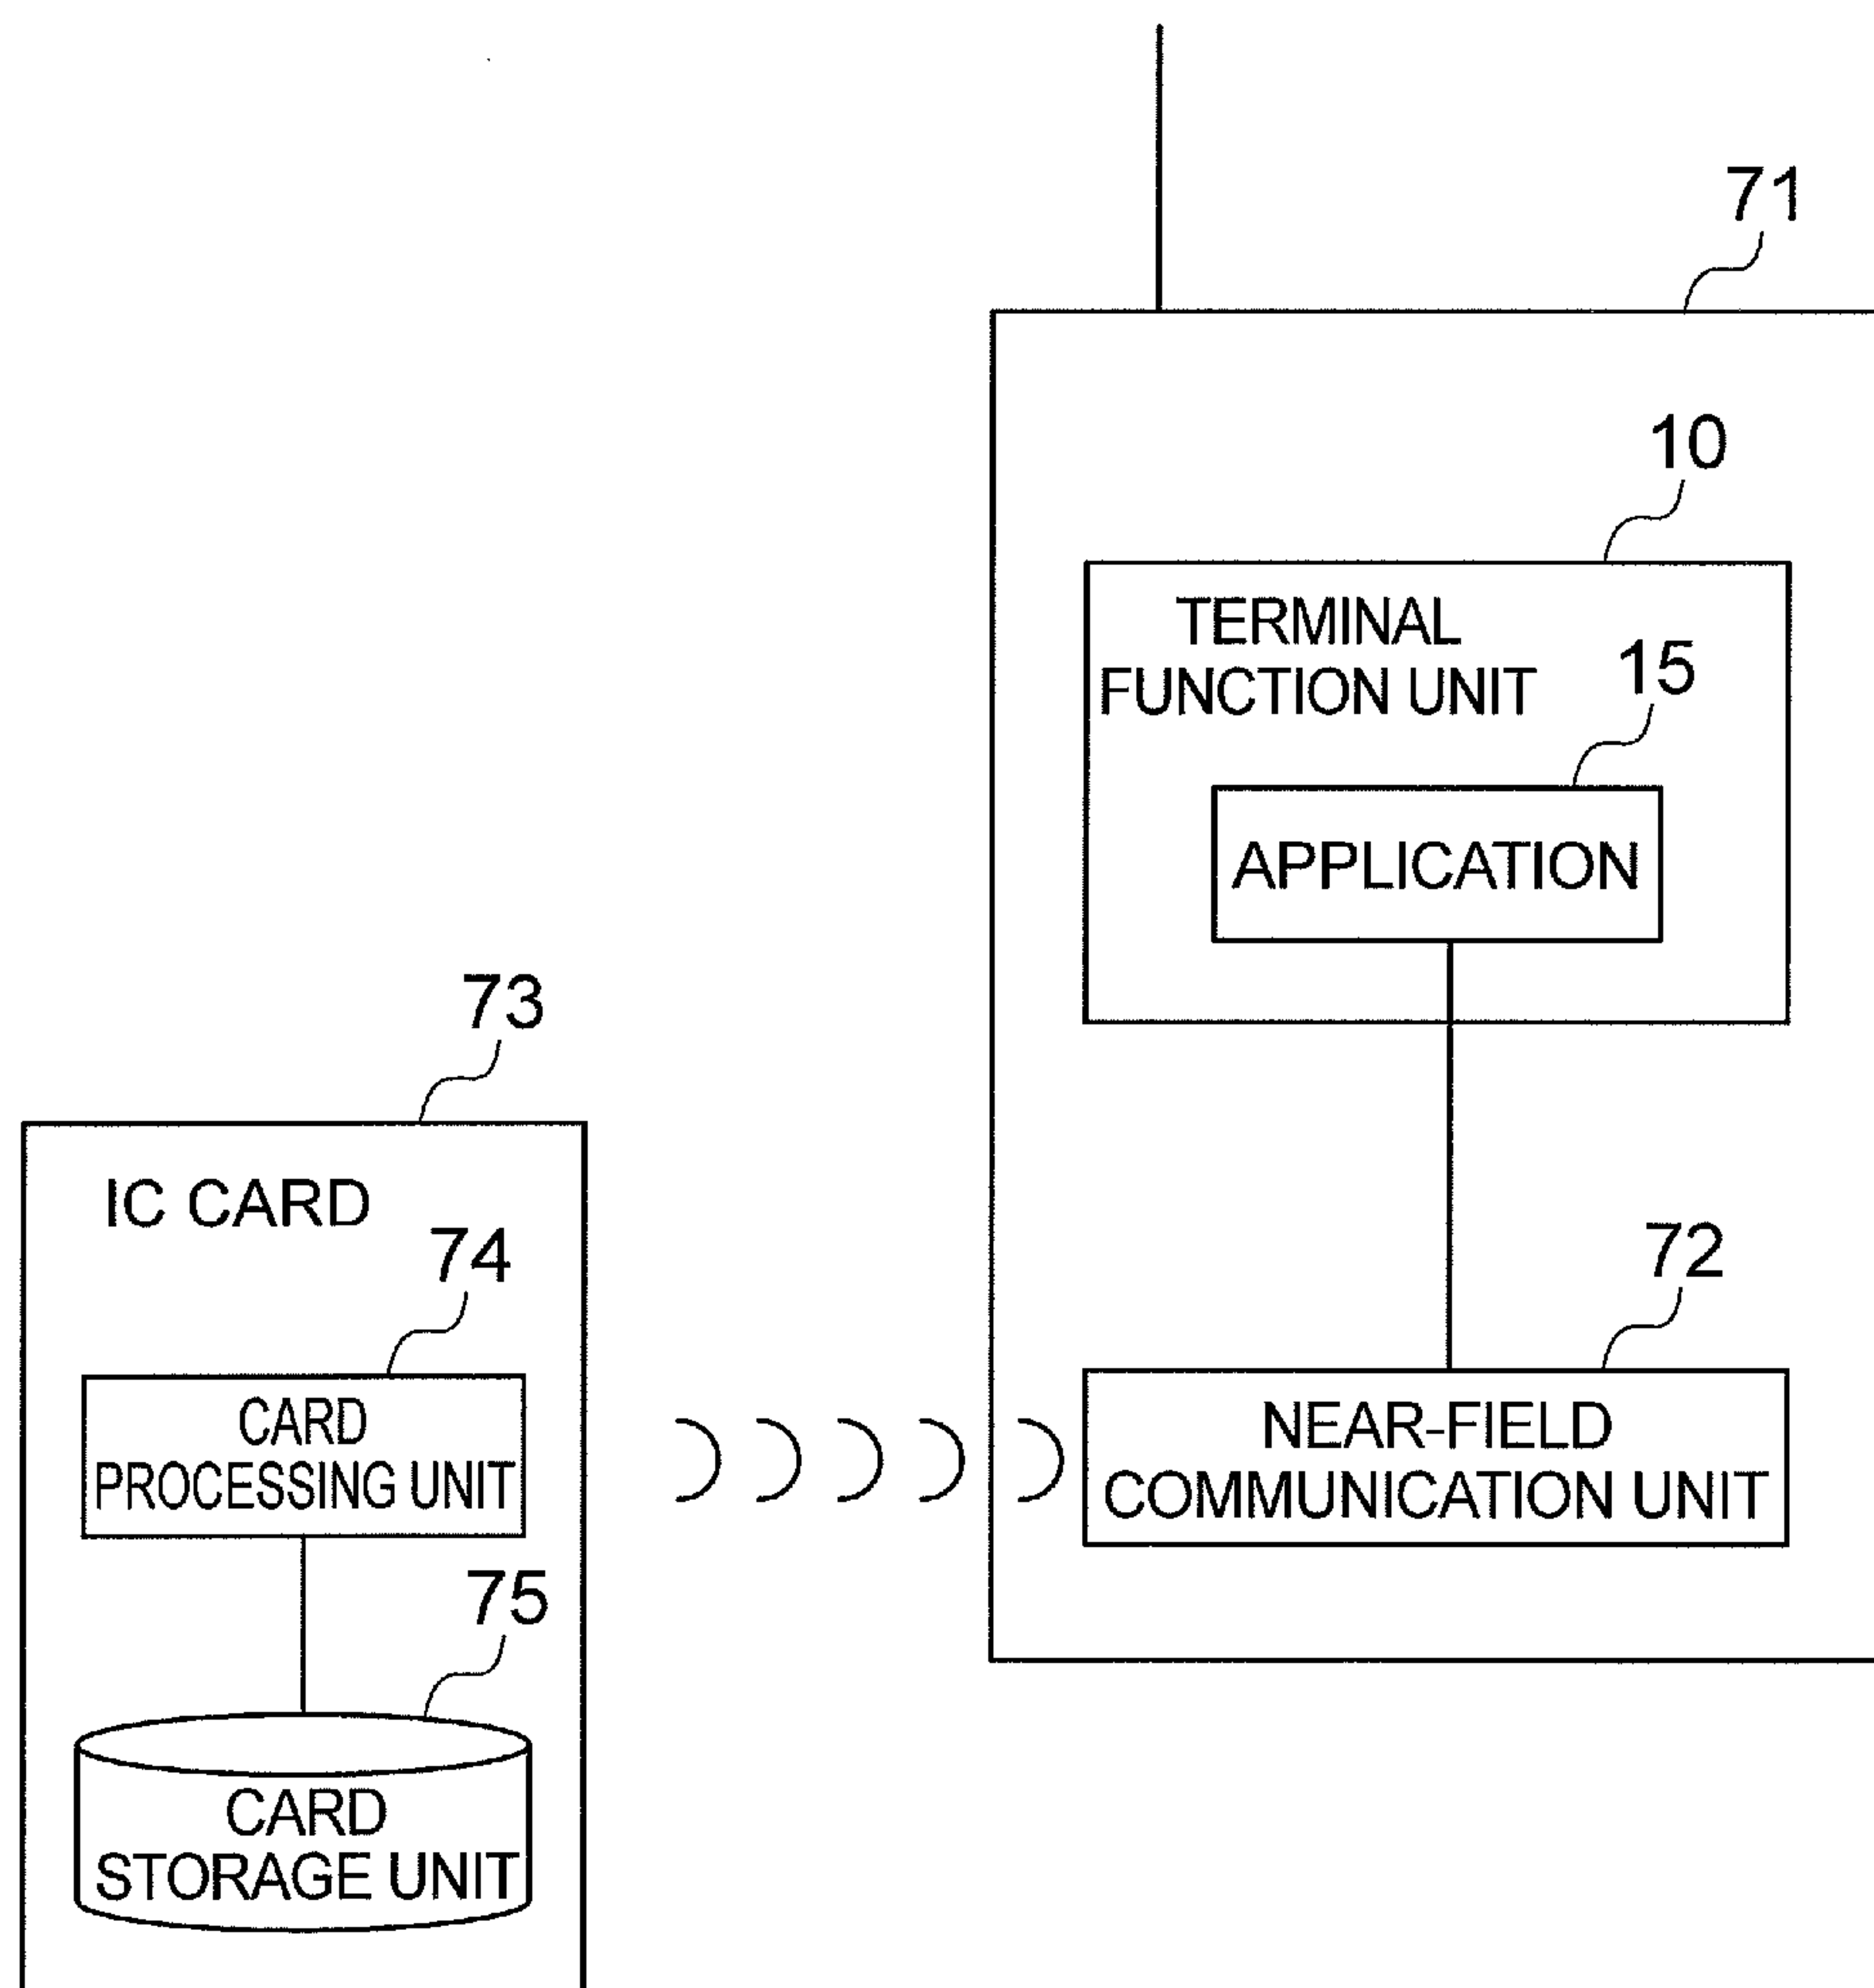 71
10
TERMINAL
FUNCTION UNIT
15
APPLICATION
73
IC CARD
74
CARD
PROCESSING UNIT
75
CARD
STORAGE UNIT
72
NEAR-FIELD
COMMUNICATION UNIT